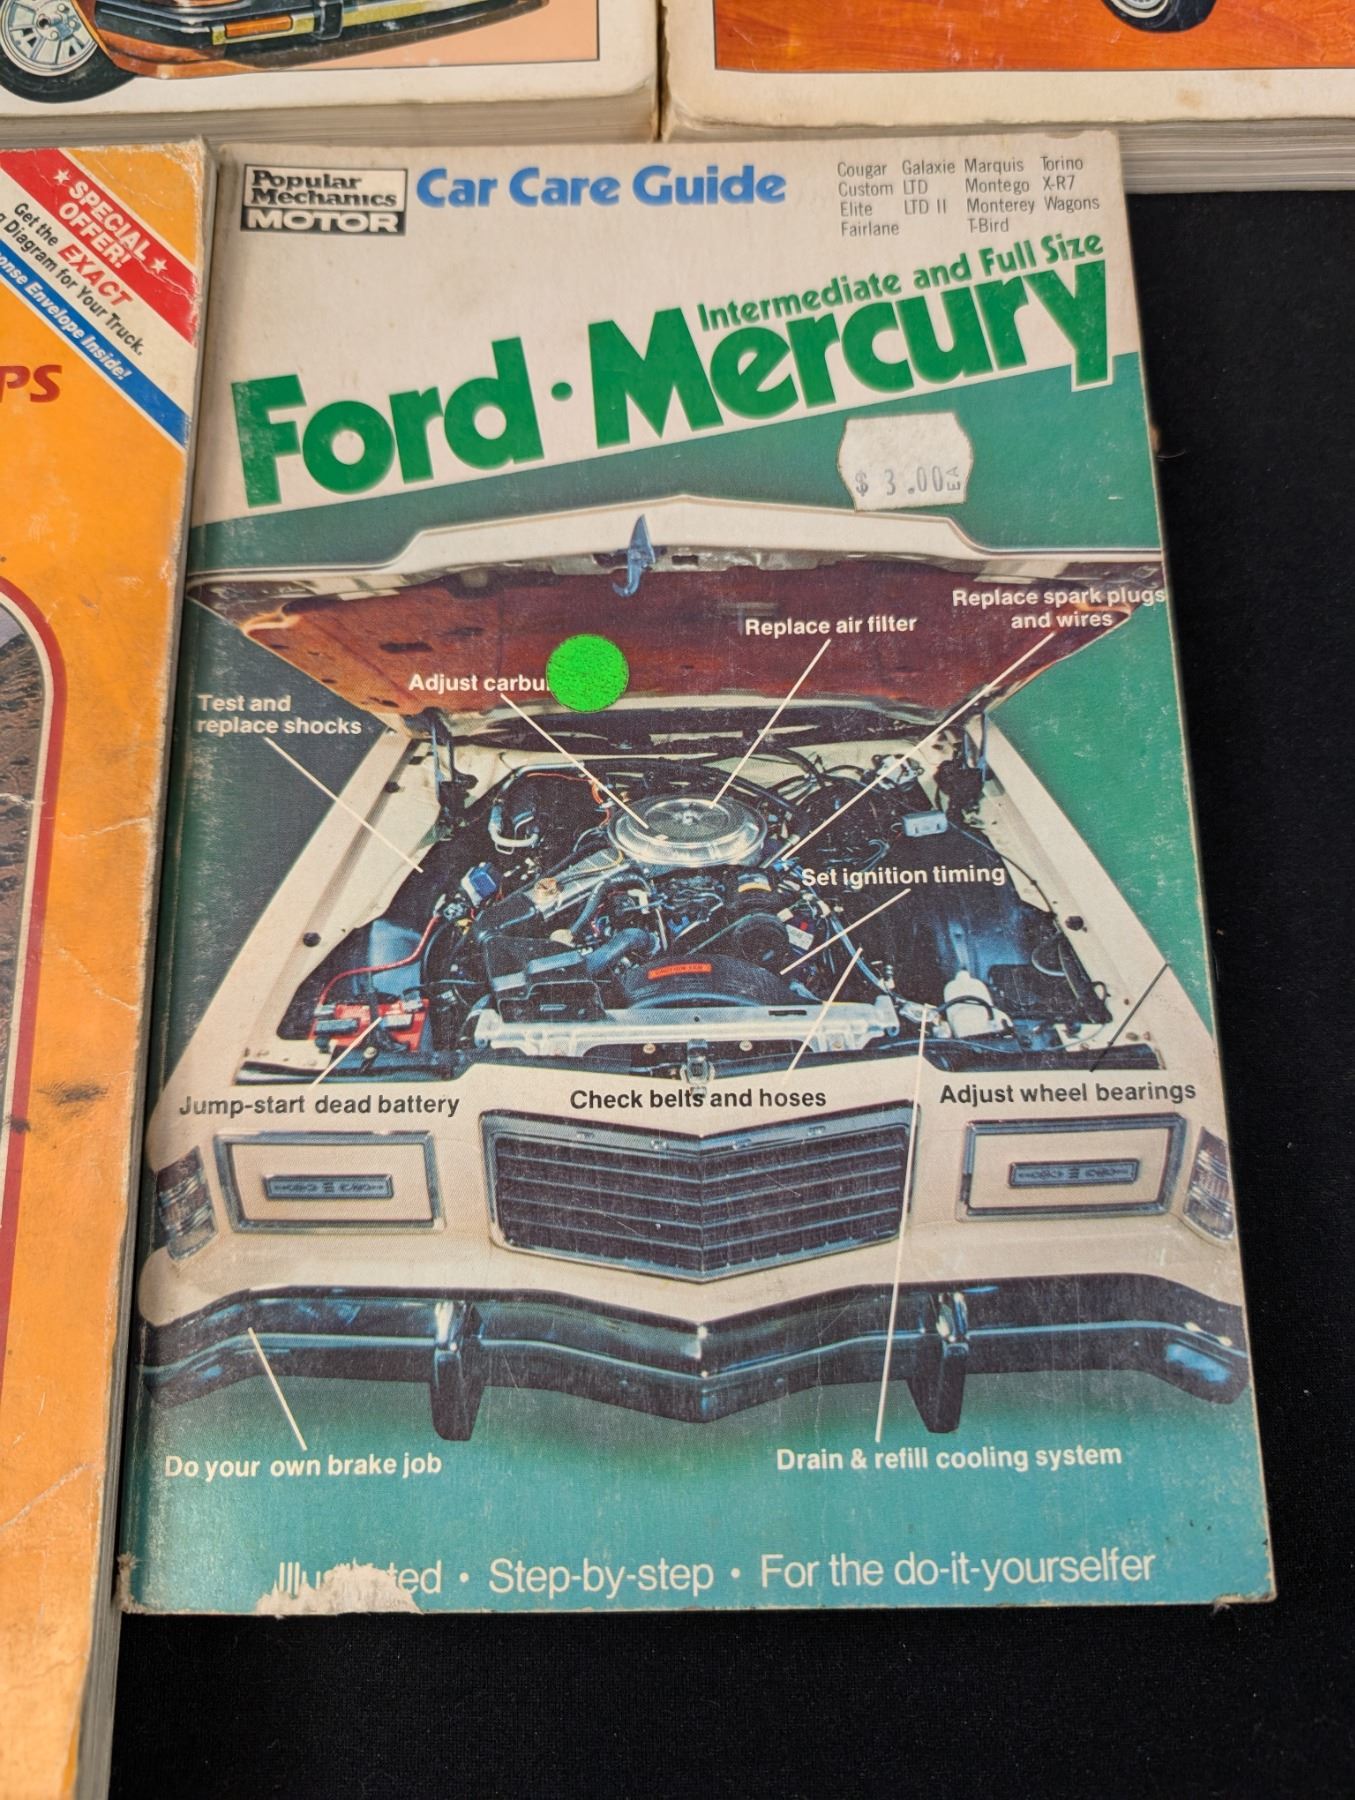 SPECIAL
OFFER!
Get the EXACT
Diagram for Your Truck.
Envelope Inside!
PS
Popular
Mechanics
MOTOR
Car Care Guide
Cougar Galaxie Marquis Torino
Custom LTD Montego X-R7
Elite LTD II Monterey Wagons
Fairlane T-Bird
Intermediate and Full Size
Ford · Mercury
$ 3.00 EA
Replace spark plugs
and wires
Replace air filter
Adjust carbu
Test and
replace shocks
Set ignition timing
Jump-start dead battery
Check belts and hoses
Adjust wheel bearings
Do your own brake job
Drain & refill cooling system
Illustrated · Step-by-step · For the do-it-yourselfer